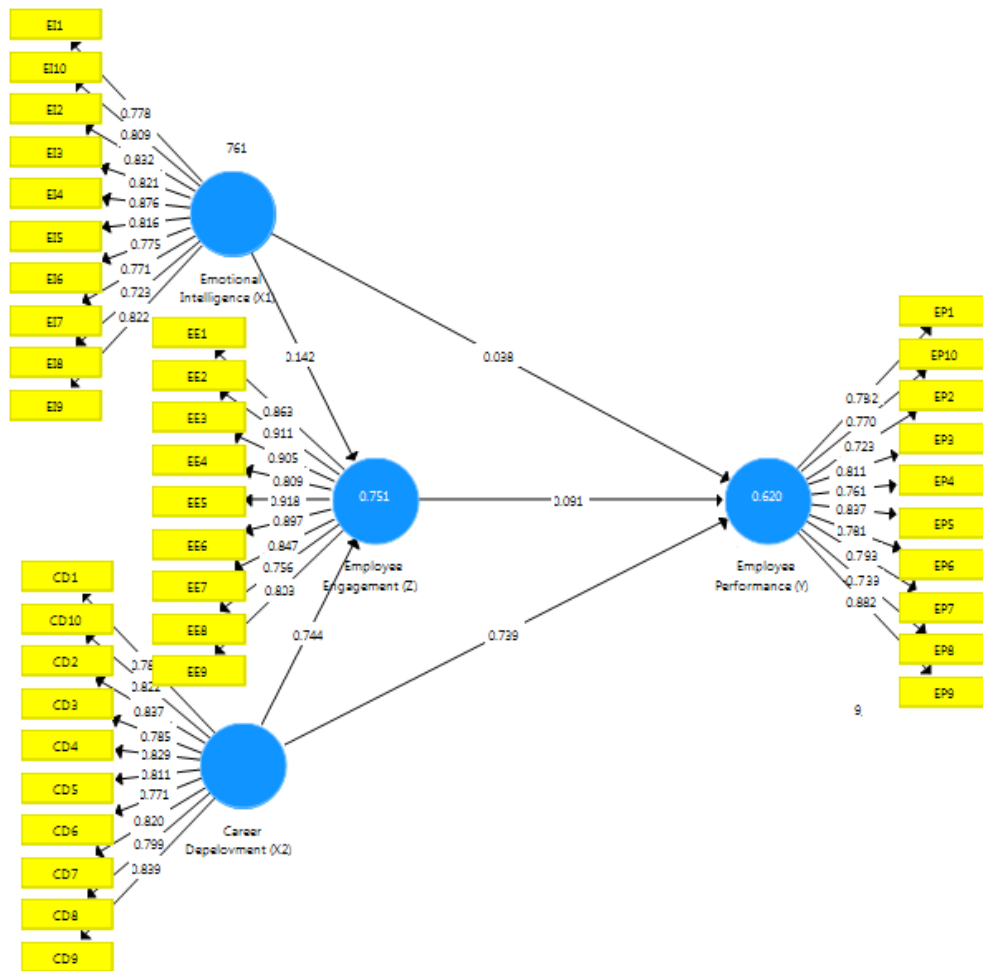 EI1
EI10
EI2
EI3
EI4
EI5
EI6
EI7
EI8
EI9
0.778
0.809
0.832
0.821
0.876
0.816
0.775
0.771
0.723
0.822
761
Emotional
Intelligence (X1)
0.142
0.038
EE1
EE2
EE3
EE4
EE5
EE6
EE7
EE8
EE9
0.863
0.911
0.905
0.809
0.918
0.897
0.847
0.756
0.751
Employee
Engagement (Z)
0.091
0.744
0.739
CD1
CD10
CD2
CD3
CD4
CD5
CD6
CD7
CD8
CD9
0.822
0.837
0.785
0.829
0.811
0.771
0.820
0.799
0.839
Career
Depelovment (X2)
0.620
Employee
Performance (Y)
0.770
0.723
0.811
0.761
0.837
0.781
0.793
0.739
0.882
EP1
EP10
EP2
EP3
EP4
EP5
EP6
EP7
EP8
EP9
9